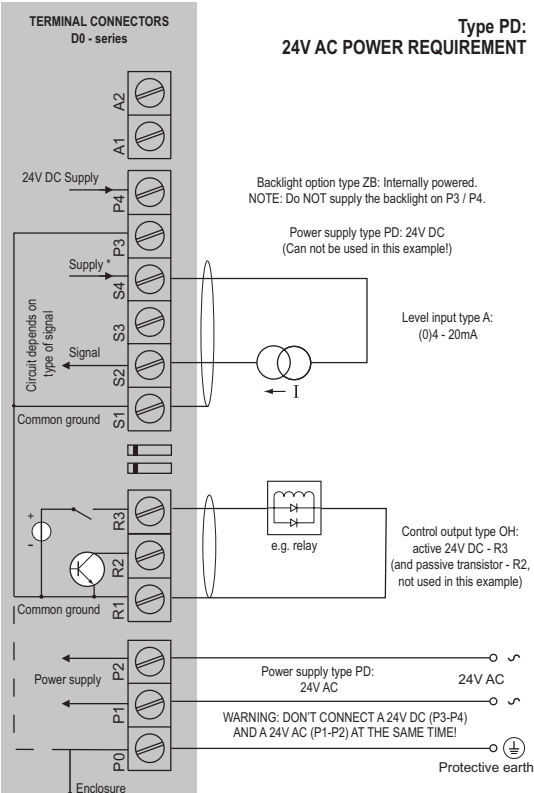 TERMINAL CONNECTORS
D0 - series
Type PD:
24V AC POWER REQUIREMENT
A2
A1
24V DC Supply
P4
Backlight option type ZB: Internally powered.
NOTE: Do NOT supply the backlight on P3 / P4.
P3
Power supply type PD: 24V DC
(Can not be used in this example!)
Supply *
S4
Level input type A:
(0)4 - 20mA
Circuit depends on
type of signal
S3
Signal
S2
I
Common ground
S1
+
-
R3
e.g. relay
Control output type OH:
active 24V DC - R3
(and passive transistor - R2,
not used in this example)
R2
Common ground
R1
P2
Power supply
Power supply type PD:
24V AC
24V AC
P1
WARNING: DON'T CONNECT A 24V DC (P3-P4)
AND A 24V AC (P1-P2) AT THE SAME TIME!
P0
Protective earth
Enclosure